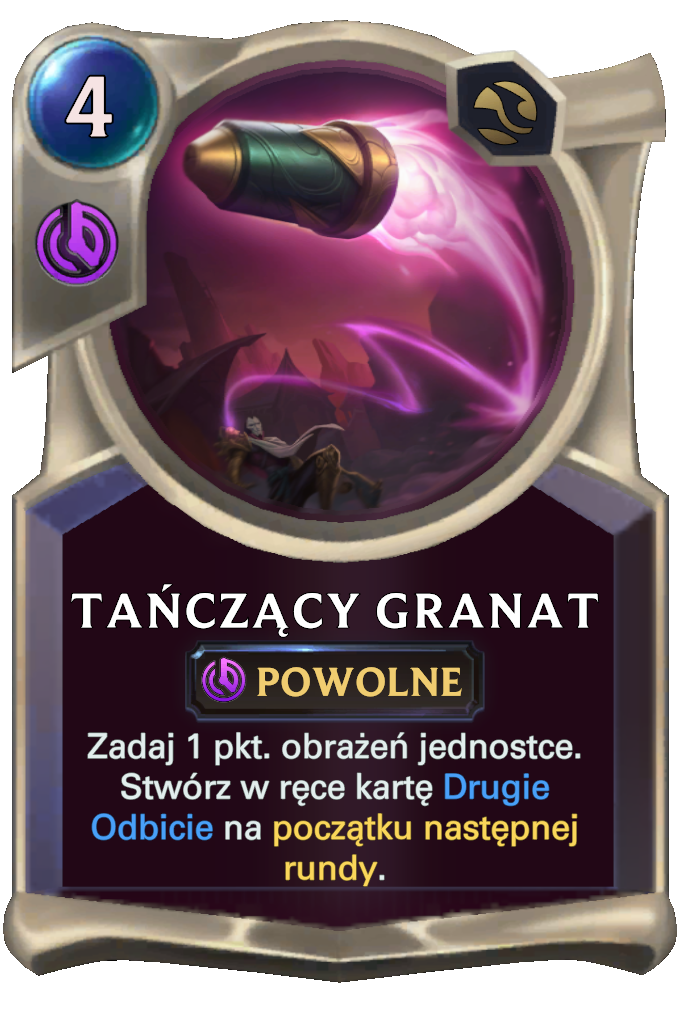 4
TAŃCZĄCY GRANAT
POWOLNE
Zadaj 1 pkt. obrażeń jednostce.
Stwórz w ręce kartę Drugie
Odbicie na początku następnej
rundy.